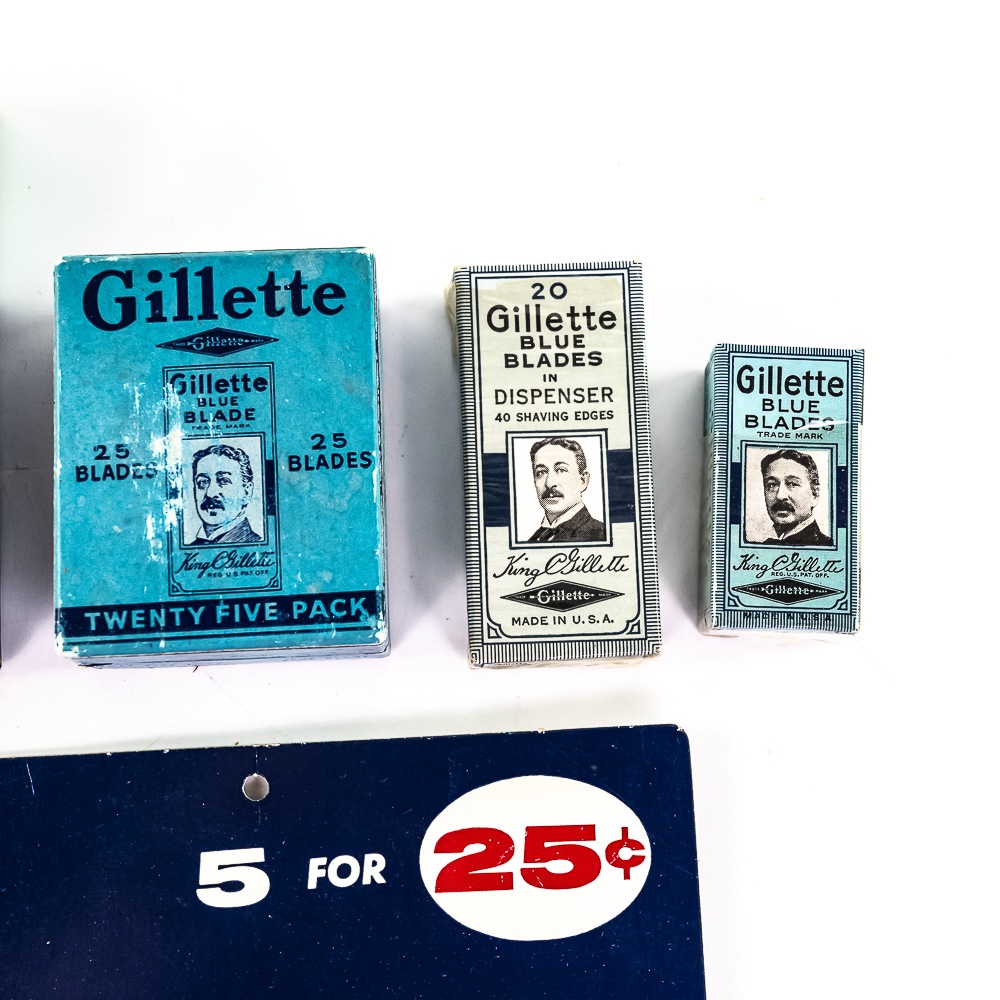 Gillette
Gillette
Gillette
BLUE
BLADE
TRADE MARK
25
BLADES
25
BLADES
King C Gillette
REG. U.S. PAT. OFF.
TWENTY FIVE PACK
20
Gillette
BLUE
BLADES
IN
DISPENSER
40 SHAVING EDGES
King C Gillette
Gillette
MADE IN U.S.A.
Gillette
BLUE
BLADES
TRADE MARK
King C Gillette
REG. U.S. PAT. OFF.
Gillette
MADE IN U.S.A.
5 FOR 25¢